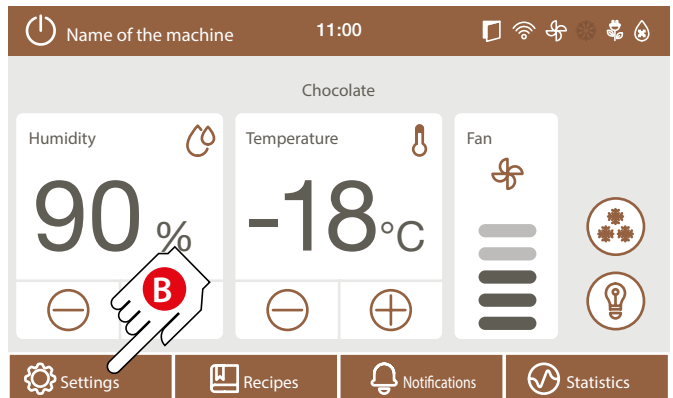 Name of the machine 11:00
Chocolate
Humidity Temperature Fan
90 % -18°C
B
Settings Recipes Notifications Statistics